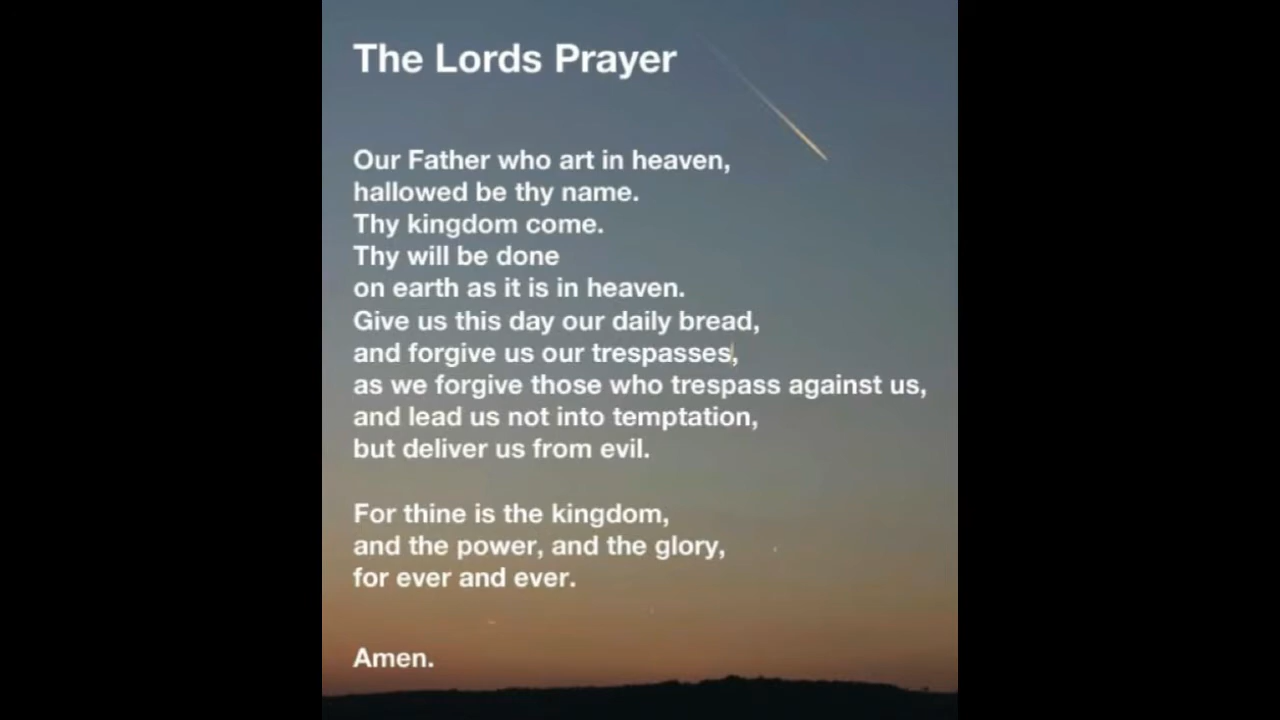 The Lords Prayer
Our Father who art in heaven,
hallowed be thy name.
Thy kingdom come.
Thy will be done
on earth as it is in heaven.
Give us this day our daily bread,
and forgive us our trespasses,
as we forgive those who trespass against us,
and lead us not into temptation,
but deliver us from evil.
For thine is the kingdom,
and the power, and the glory,
for ever and ever.
Amen.